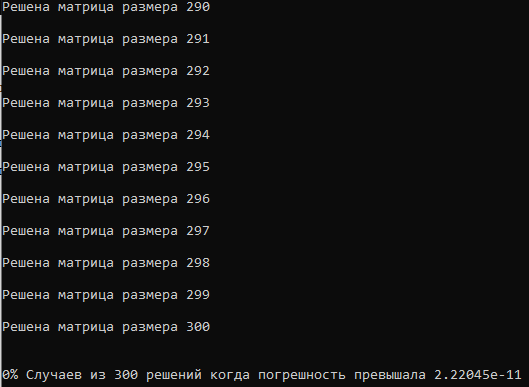 Решена матрица размера 290
Решена матрица размера 291
Решена матрица размера 292
Решена матрица размера 293
Решена матрица размера 294
Решена матрица размера 295
Решена матрица размера 296
Решена матрица размера 297
Решена матрица размера 298
Решена матрица размера 299
Решена матрица размера 300
0% Случаев из 300 решений когда погрешность превышала 2.22045e-11